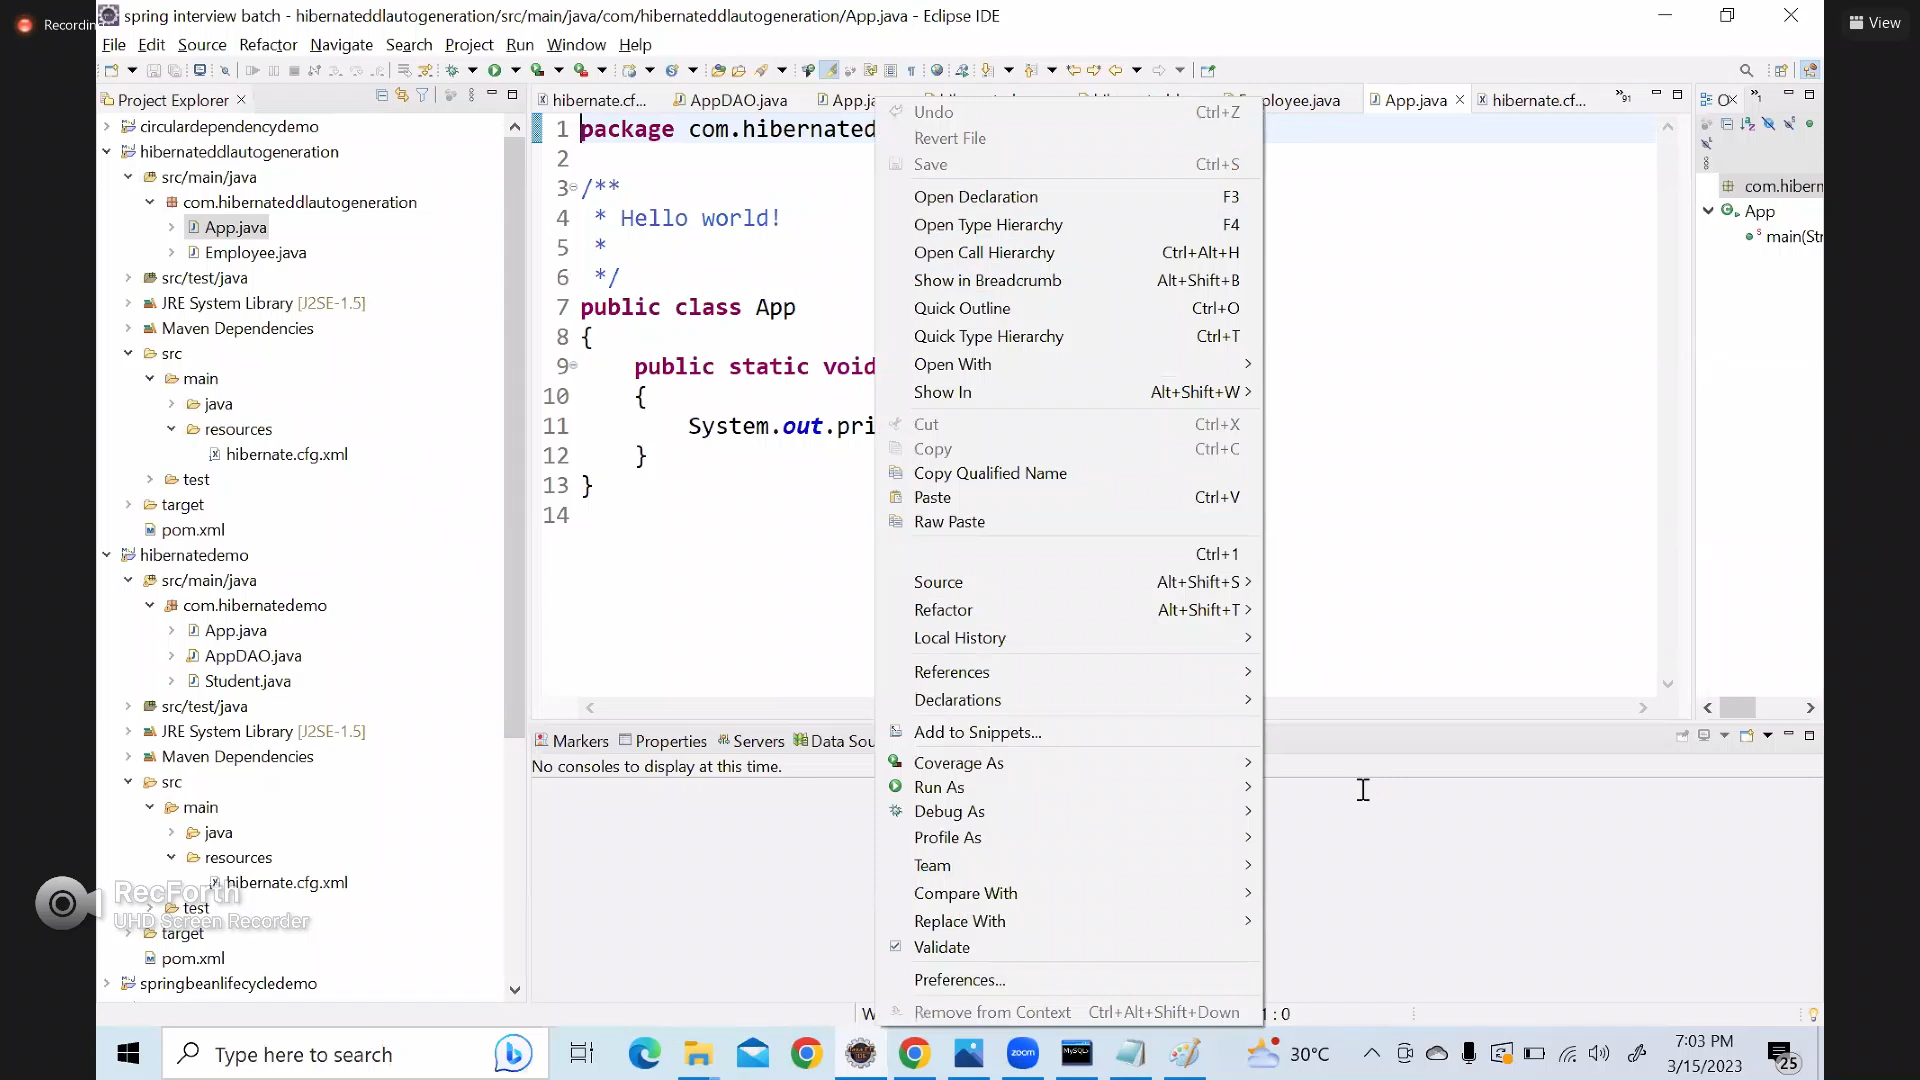 Recordin
spring interview batch - hibernateddlautogeneration/src/main/java/com/hibernateddlautogeneration/App.java - Eclipse IDE
View
File Edit Source Refactor Navigate Search Project Run Window Help
Project Explorer
hibernate.cf... AppDAO.java App.ja ployee.java App.java hibernate.cf... »91
circulardependencydemo
hibernateddlautogeneration
src/main/java
com.hibernateddlautogeneration
App.java
Employee.java
src/test/java
JRE System Library [J2SE-1.5]
Maven Dependencies
src
main
java
resources
hibernate.cfg.xml
test
target
pom.xml
hibernatedemo
src/main/java
com.hibernatedemo
App.java
AppDAO.java
Student.java
src/test/java
JRE System Library [J2SE-1.5]
Maven Dependencies
src
main
java
resources
hibernate.cfg.xml
test
target
pom.xml
springbeanlifecycledemo
RecForth
UHD Screen Recorder
1 package com.hibernated
2
3 /**
4 * Hello world!
5 *
6 */
7 public class App
8 {
9 public static void
10 {
11 System.out.pri
12 }
13 }
14
Undo Ctrl+Z
Revert File
Save Ctrl+S
Open Declaration F3
Open Type Hierarchy F4
Open Call Hierarchy Ctrl+Alt+H
Show in Breadcrumb Alt+Shift+B
Quick Outline Ctrl+O
Quick Type Hierarchy Ctrl+T
Open With
Show In Alt+Shift+W
Cut Ctrl+X
Copy Ctrl+C
Copy Qualified Name
Paste Ctrl+V
Raw Paste
Ctrl+1
Source Alt+Shift+S
Refactor Alt+Shift+T
Local History
References
Declarations
Add to Snippets...
Coverage As
Run As
Debug As
Profile As
Team
Compare With
Replace With
Validate
Preferences...
Remove from Context Ctrl+Alt+Shift+Down
com.hibern
App
main(Str
Markers Properties Servers Data Sou
No consoles to display at this time.
W
1 : 0
Type here to search
zoom
MySQL
30°C
7:03 PM
3/15/2023
25